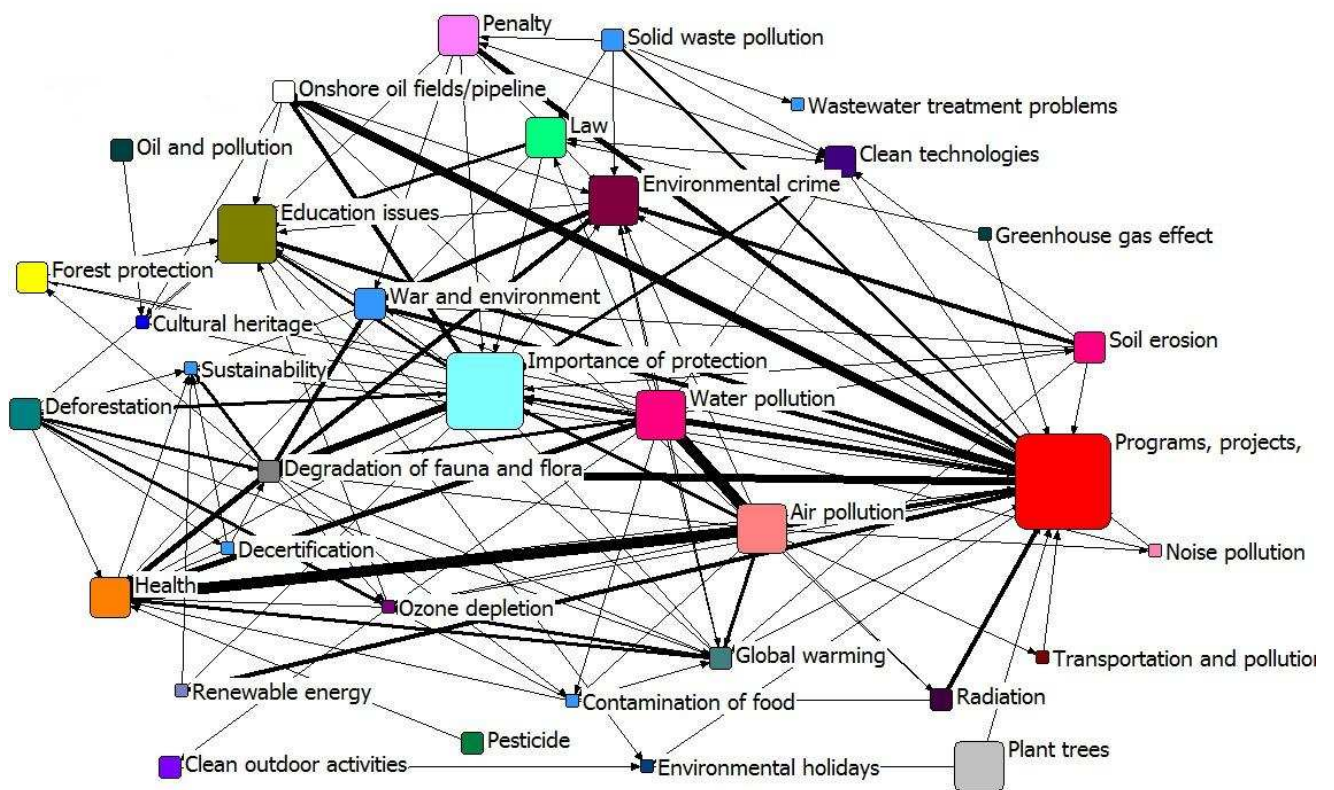 Penalty
Solid waste pollution
Onshore oil fields/pipeline
Wastewater treatment problems
Law
Oil and pollution
Clean technologies
Environmental crime
Education issues
Greenhouse gas effect
Forest protection
War and environment
Cultural heritage
Soil erosion
Importance of protection
Sustainability
Water pollution
Deforestation
Programs, projects,
Degradation of fauna and flora
Air pollution
Decertification
Noise pollution
Health
Ozone depletion
Global warming
Transportation and pollution
Renewable energy
Contamination of food
Radiation
Pesticide
Plant trees
Clean outdoor activities
Environmental holidays